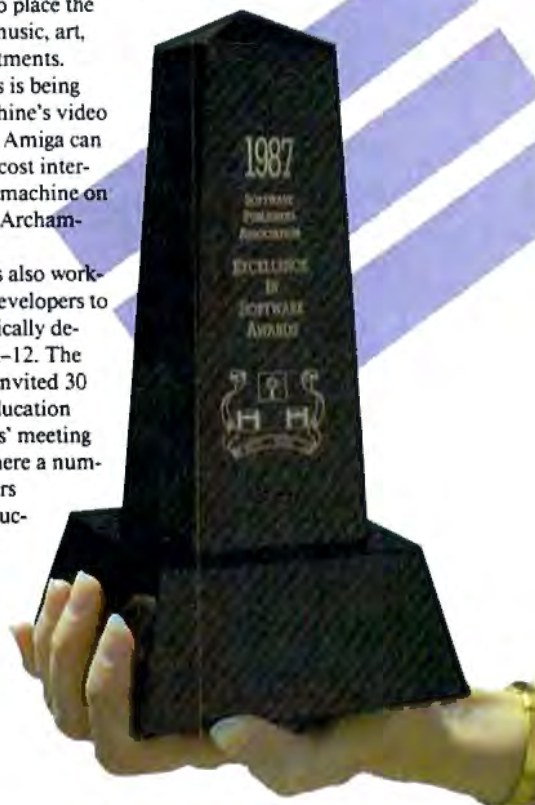 o place the
nusic, art,
tments.
s is being
hine's video
Amiga can
cost inter-
machine on
Archam-
s also work-
evelopers to
ically de-
–12. The
nvited 30
ducation
s' meeting
here a num-
rs
uc-
1987
SOFTWARE
PUBLISHERS
ASSOCIATION
EXCELLENCE
IN
SOFTWARE
AWARDS